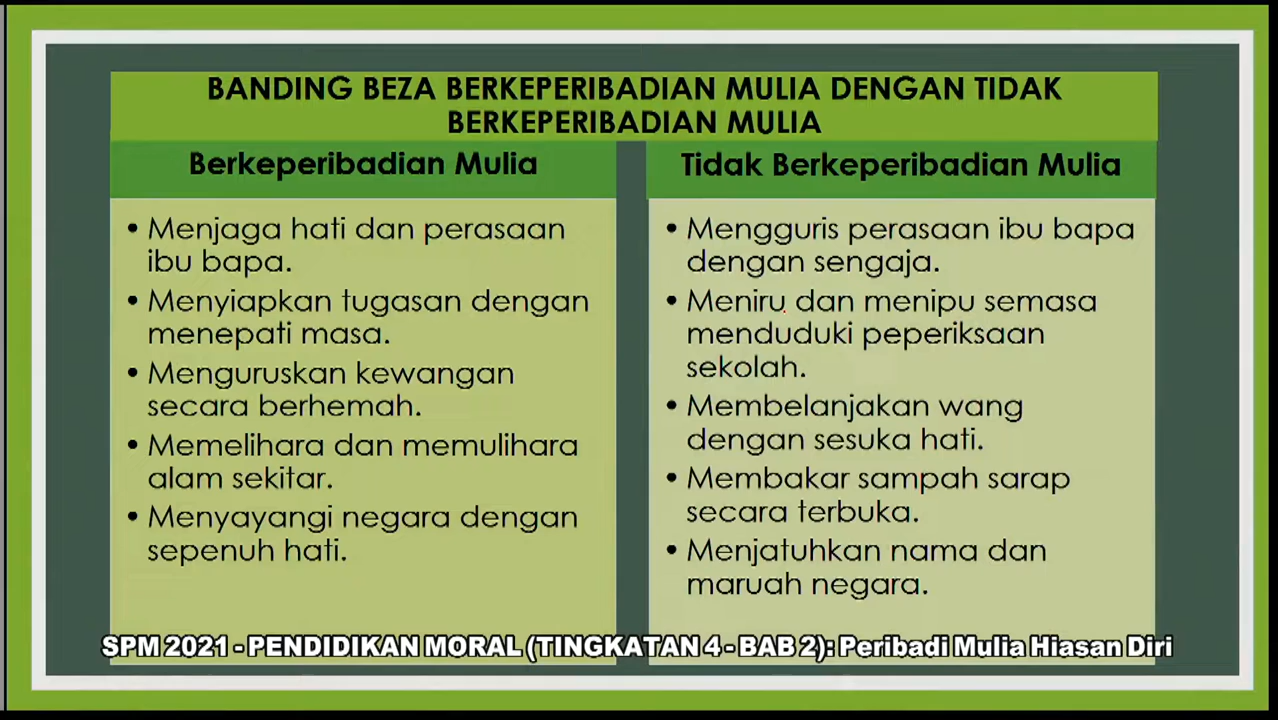 BANDING BEZA BERKEPERIBADIAN MULIA DENGAN TIDAK
BERKEPERIBADIAN MULIA
Berkeperibadian Mulia
• Menjaga hati dan perasaan
ibu bapa.
• Menyiapkan tugasan dengan
menepati masa.
• Menguruskan kewangan
secara berhemah.
• Memelihara dan memulihara
alam sekitar.
• Menyayangi negara dengan
sepenuh hati.
Tidak Berkeperibadian Mulia
• Mengguris perasaan ibu bapa
dengan sengaja.
• Meniru dan menipu semasa
menduduki peperiksaan
sekolah.
• Membelanjakan wang
dengan sesuka hati.
• Membakar sampah sarap
secara terbuka.
• Menjatuhkan nama dan
maruah negara.
SPM 2021 - PENDIDIKAN MORAL (TINGKATAN 4 - BAB 2): Peribadi Mulia Hiasan Diri